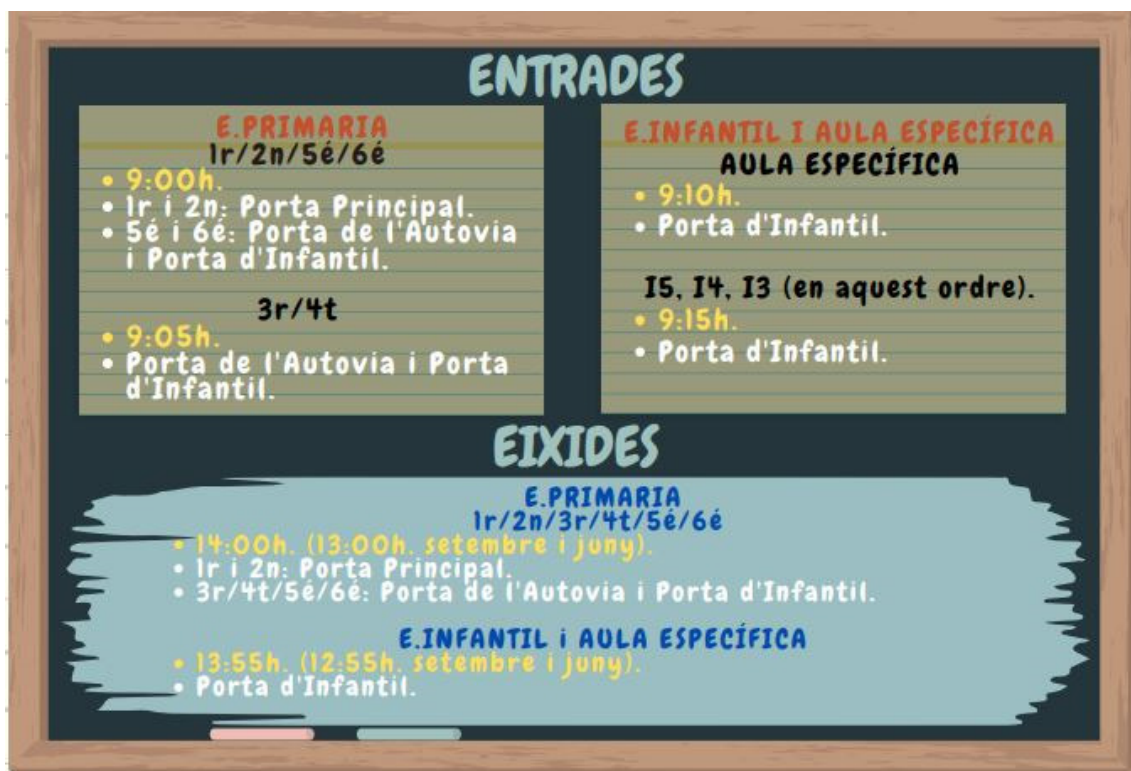 ENTRADES
E.PRIMARIA
1r/2n/5é/6é
• 9:00h.
• 1r i 2n: Porta Principal.
• 5é i 6é: Porta de l'Autovia
i Porta d'Infantil.
3r/4t
• 9:05h.
• Porta de l'Autovia i Porta
d'Infantil.
E.INFANTIL I AULA ESPECÍFICA
AULA ESPECÍFICA
• 9:10h.
• Porta d'Infantil.
I5, I4, I3 (en aquest ordre).
• 9:15h.
• Porta d'Infantil.
EIXIDES
E.PRIMARIA
1r/2n/3r/4t/5é/6é
• 14:00h. (13:00h. setembre i juny).
• 1r i 2n: Porta Principal.
• 3r/4t/5é/6é: Porta de l'Autovia i Porta d'Infantil.
E.INFANTIL i AULA ESPECÍFICA
• 13:55h. (12:55h. setembre i juny).
• Porta d'Infantil.